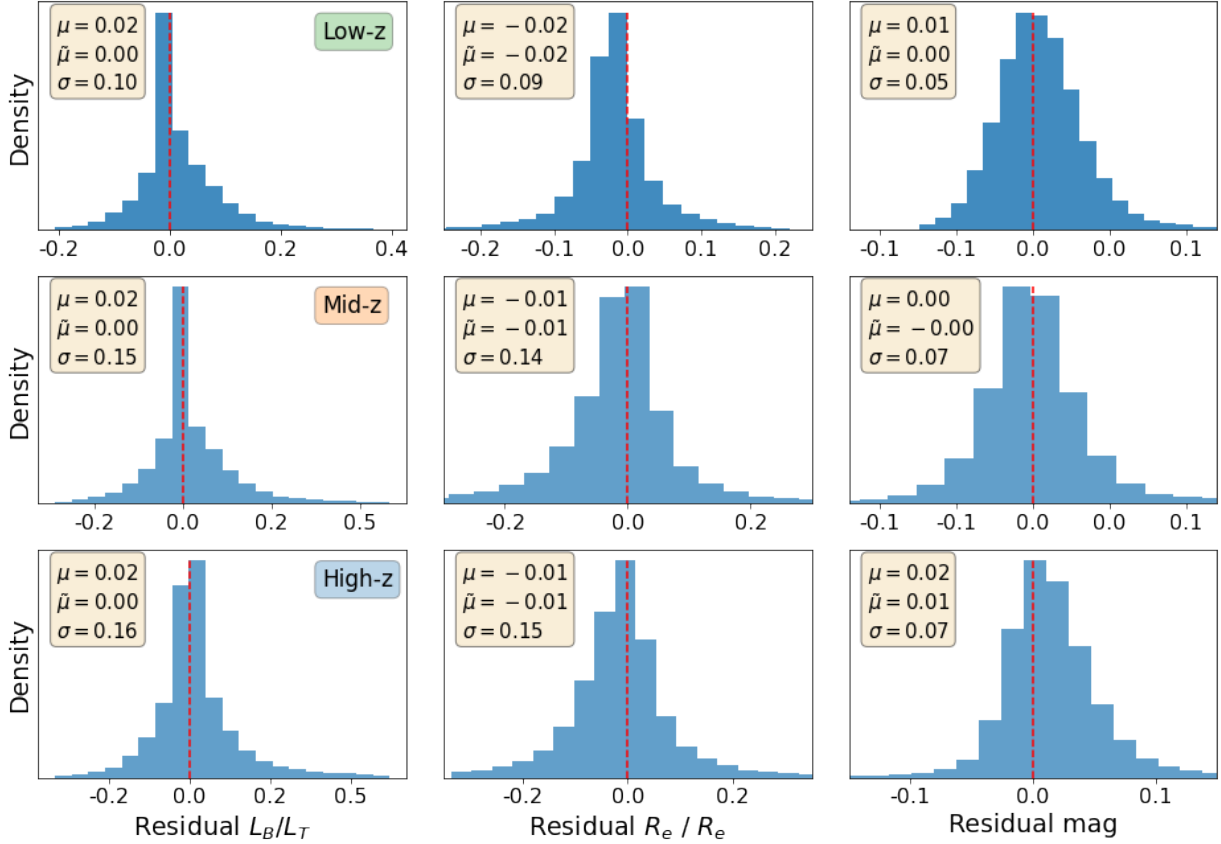 Density
μ = 0.02
μ̃ = 0.00
σ = 0.10
Low-z
-0.2 0.0 0.2 0.4
μ = −0.02
μ̃ = −0.02
σ = 0.09
-0.2 -0.1 0.0 0.1 0.2
μ = 0.01
μ̃ = 0.00
σ = 0.05
-0.1 -0.1 0.0 0.0 0.1
Density
μ = 0.02
μ̃ = 0.00
σ = 0.15
Mid-z
-0.2 0.0 0.2 0.5
μ = −0.01
μ̃ = −0.01
σ = 0.14
-0.2 0.0 0.2
μ = 0.00
μ̃ = −0.00
σ = 0.07
-0.1 -0.1 0.0 0.0 0.1
Density
μ = 0.02
μ̃ = 0.00
σ = 0.16
High-z
-0.2 0.0 0.2 0.5
Residual L_B/L_T
μ = −0.01
μ̃ = −0.01
σ = 0.15
-0.2 0.0 0.2
Residual R_e / R_e
μ = 0.02
μ̃ = 0.01
σ = 0.07
-0.1 0.0 0.1
Residual mag